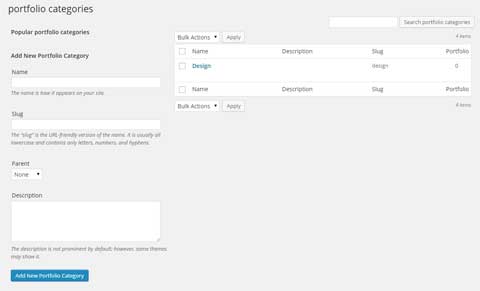 portfolio categories
Search portfolio categories
Popular portfolio categories
Bulk Actions Apply
4 items
Add New Portfolio Category
Name Description Slug Portfolio
Name
Design design 0
The name is how it appears on your site.
Name Description Slug Portfolio
Bulk Actions Apply
4 items
Slug
The "slug" is the URL-friendly version of the name. It is usually all
lowercase and contains only letters, numbers, and hyphens.
Parent
None
Description
The description is not prominent by default; however, some themes
may show it.
Add New Portfolio Category